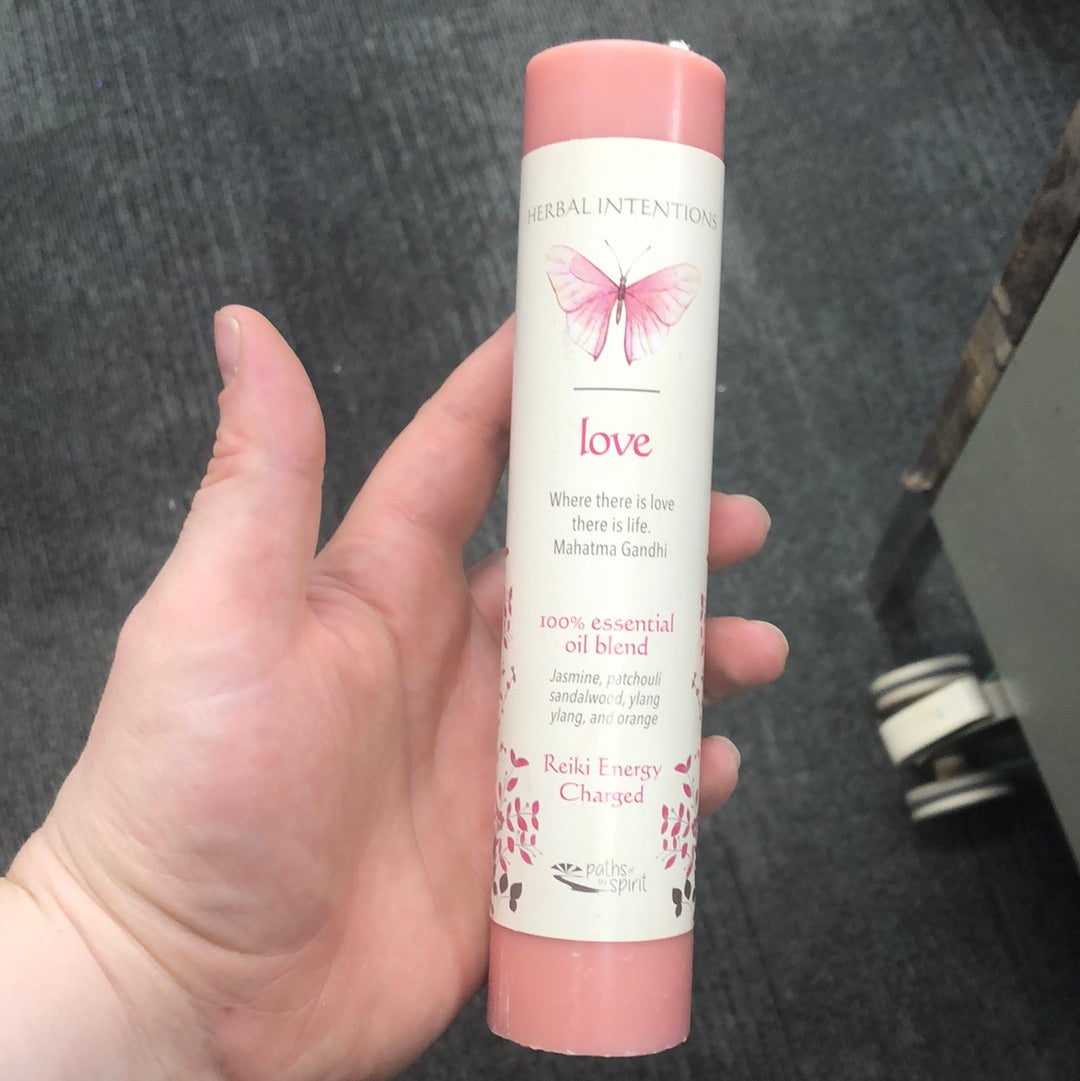 HERBAL INTENTIONS
love
Where there is love
there is life.
Mahatma Gandhi
100% essential
oil blend
Jasmine, patchouli
sandalwood, ylang
ylang, and orange
Reiki Energy
Charged
paths of
the spirit